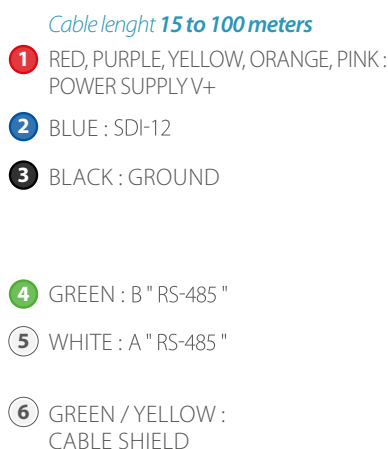 Cable lenght 15 to 100 meters
1 RED, PURPLE, YELLOW, ORANGE, PINK :
POWER SUPPLY V+
2 BLUE : SDI-12
3 BLACK : GROUND
4 GREEN : B " RS-485 "
5 WHITE : A " RS-485 "
6 GREEN / YELLOW :
CABLE SHIELD